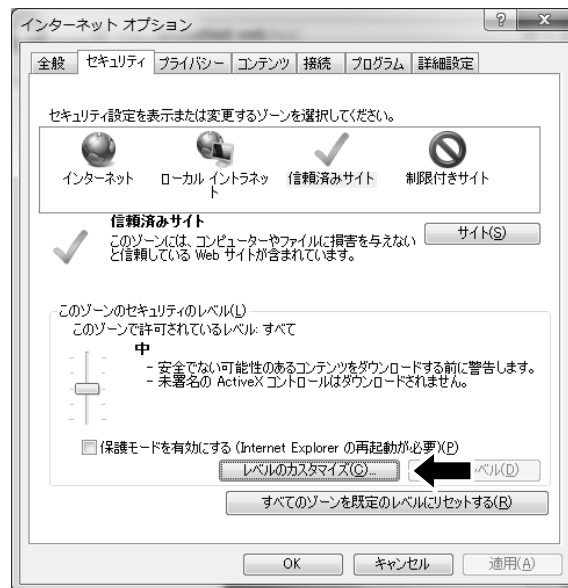 インターネット オプション
全般 セキュリティ プライバシー コンテンツ 接続 プログラム 詳細設定
セキュリティ設定を表示または変更するゾーンを選択してください。
インターネット ローカル イントラネッ 信頼済みサイト 制限付きサイト
ト
信頼済みサイト
このゾーンには、コンピューターやファイルに損害を与えない サイト(S)
と信頼している Web サイトが含まれています。
このゾーンのセキュリティのレベル(L)
このゾーンで許可されているレベル: すべて
中
- 安全でない可能性のあるコンテンツをダウンロードする前に警告します。
- 未署名の ActiveX コントロールはダウンロードされません。
保護モードを有効にする (Internet Explorer の再起動が必要)(P)
レベルのカスタマイズ(C)... ベル(D)
すべてのゾーンを既定のレベルにリセットする(R)
OK キャンセル 適用(A)